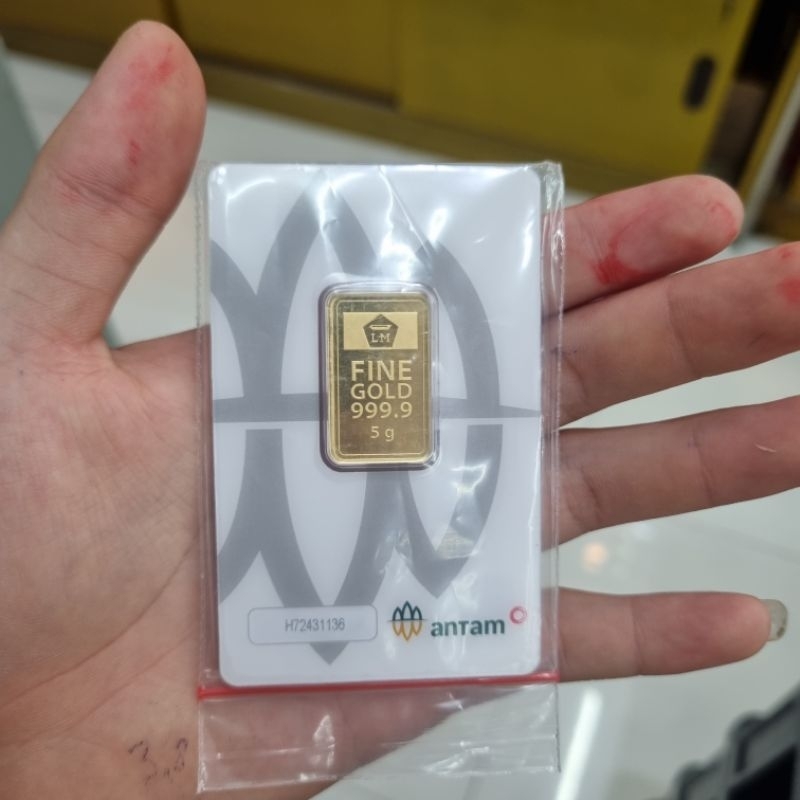 LM
FINE
GOLD
999.9
5 g
H72431136
antam